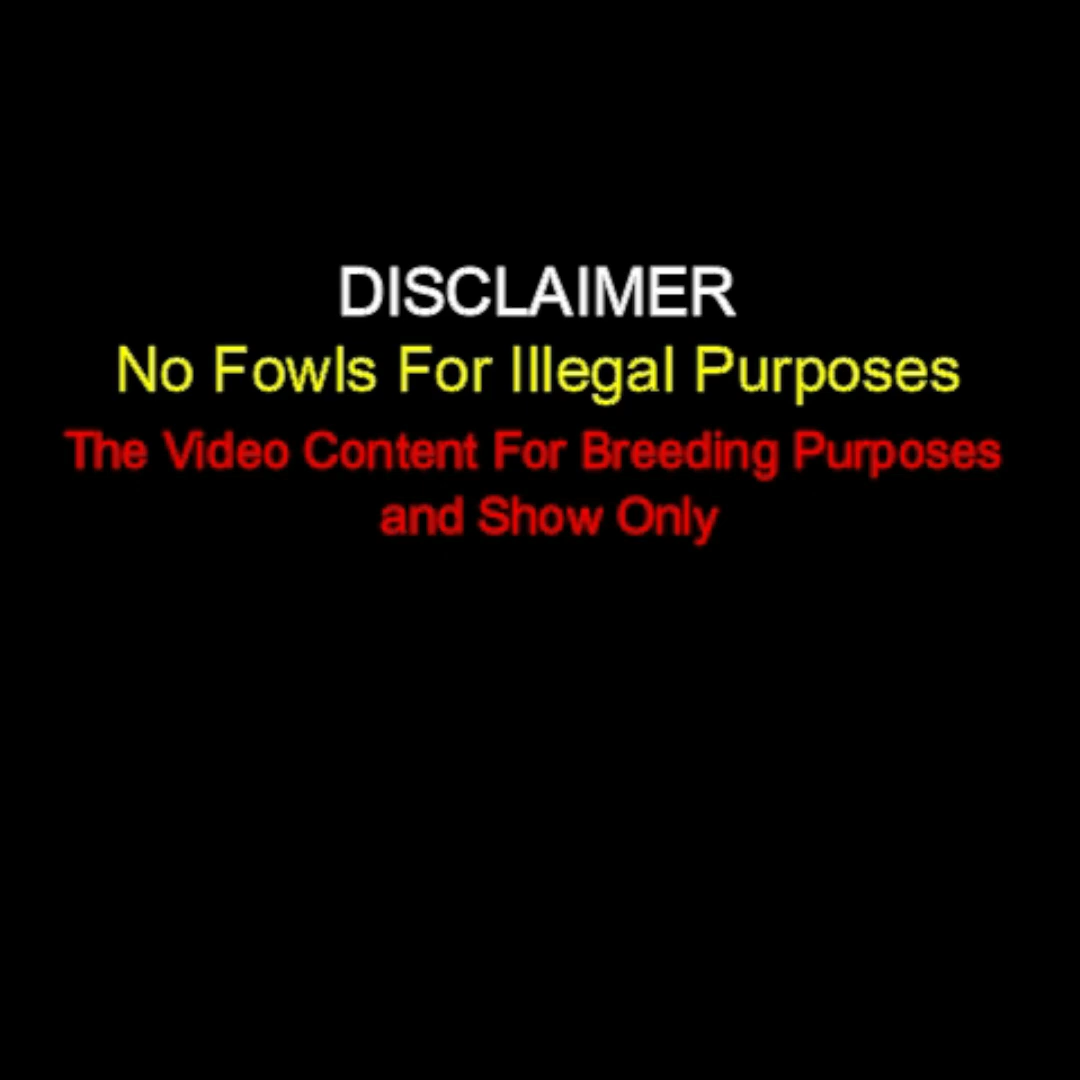 DISCLAIMER
No Fowls For Illegal Purposes
The Video Content For Breeding Purposes
and Show Only